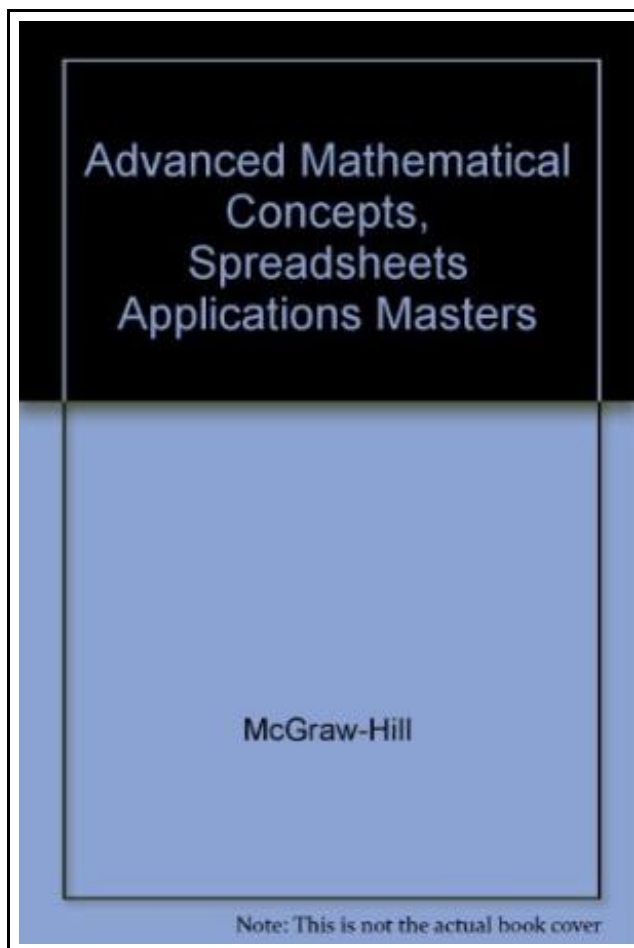 Advanced Mathematical
Concepts,
Spreadsheets
Applications Masters
McGraw-Hill
Note: This is not the actual book cover